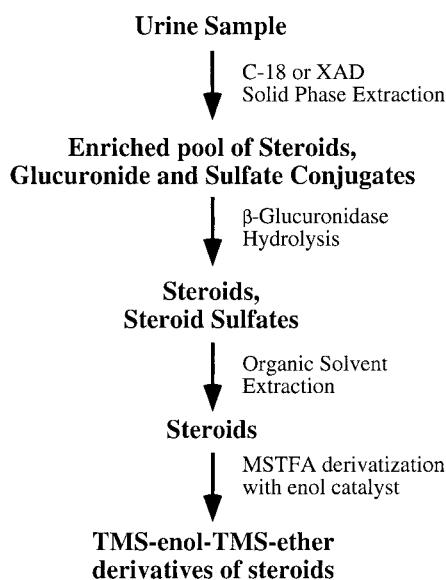 Urine Sample
C-18 or XAD
Solid Phase Extraction
Enriched pool of Steroids,
Glucuronide and Sulfate Conjugates
β-Glucuronidase
Hydrolysis
Steroids,
Steroid Sulfates
Organic Solvent
Extraction
Steroids
MSTFA derivatization
with enol catalyst
TMS-enol-TMS-ether
derivatives of steroids